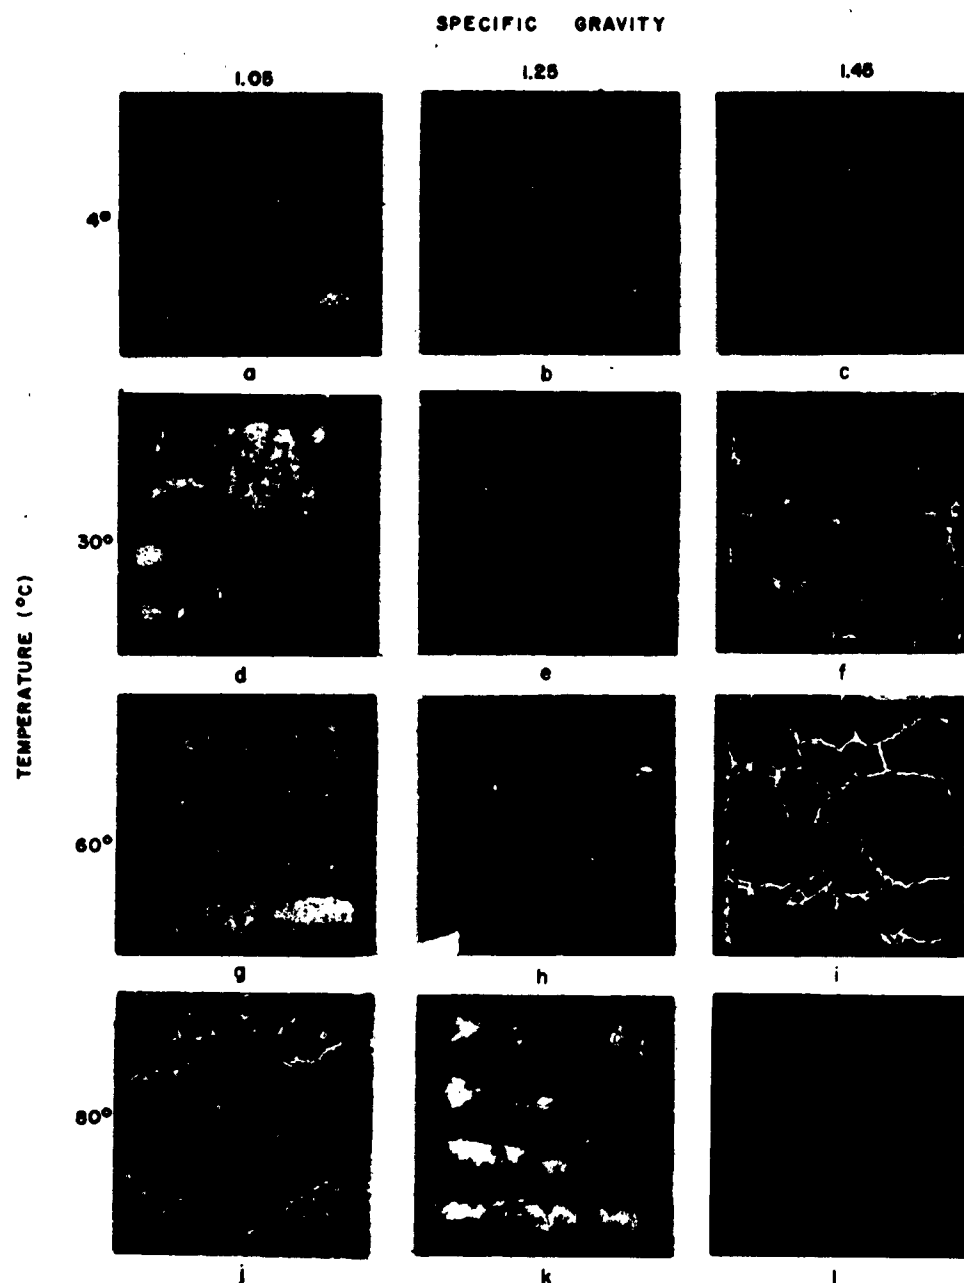 SPECIFIC GRAVITY
1.05
1.25
1.45
4°
a
b
c
30°
d
e
f
TEMPERATURE (°C)
60°
g
h
i
80°
j
k
l